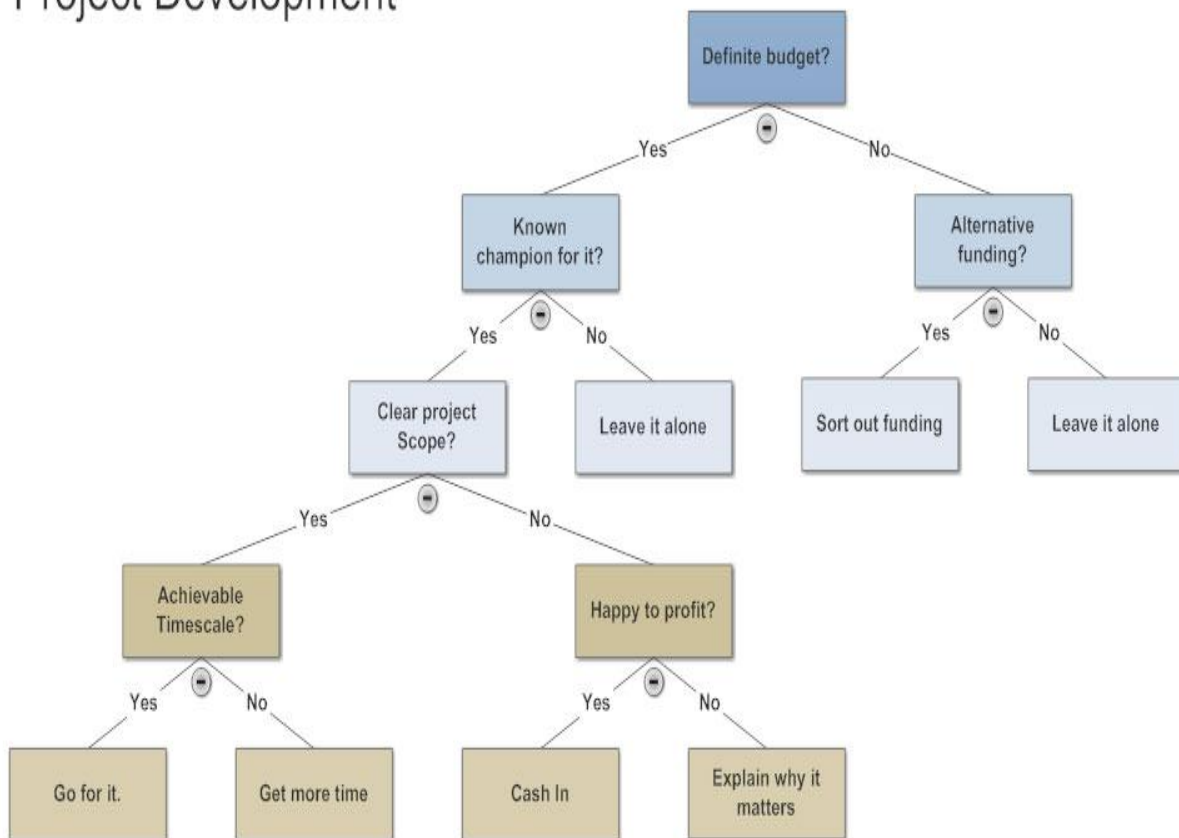 Project Development
Definite budget?
Yes
No
Known
champion for it?
Alternative
funding?
Yes
No
Yes
No
Clear project
Scope?
Leave it alone
Sort out funding
Leave it alone
Yes
No
Achievable
Timescale?
Happy to profit?
Yes
No
Yes
No
Go for it.
Get more time
Cash In
Explain why it
matters